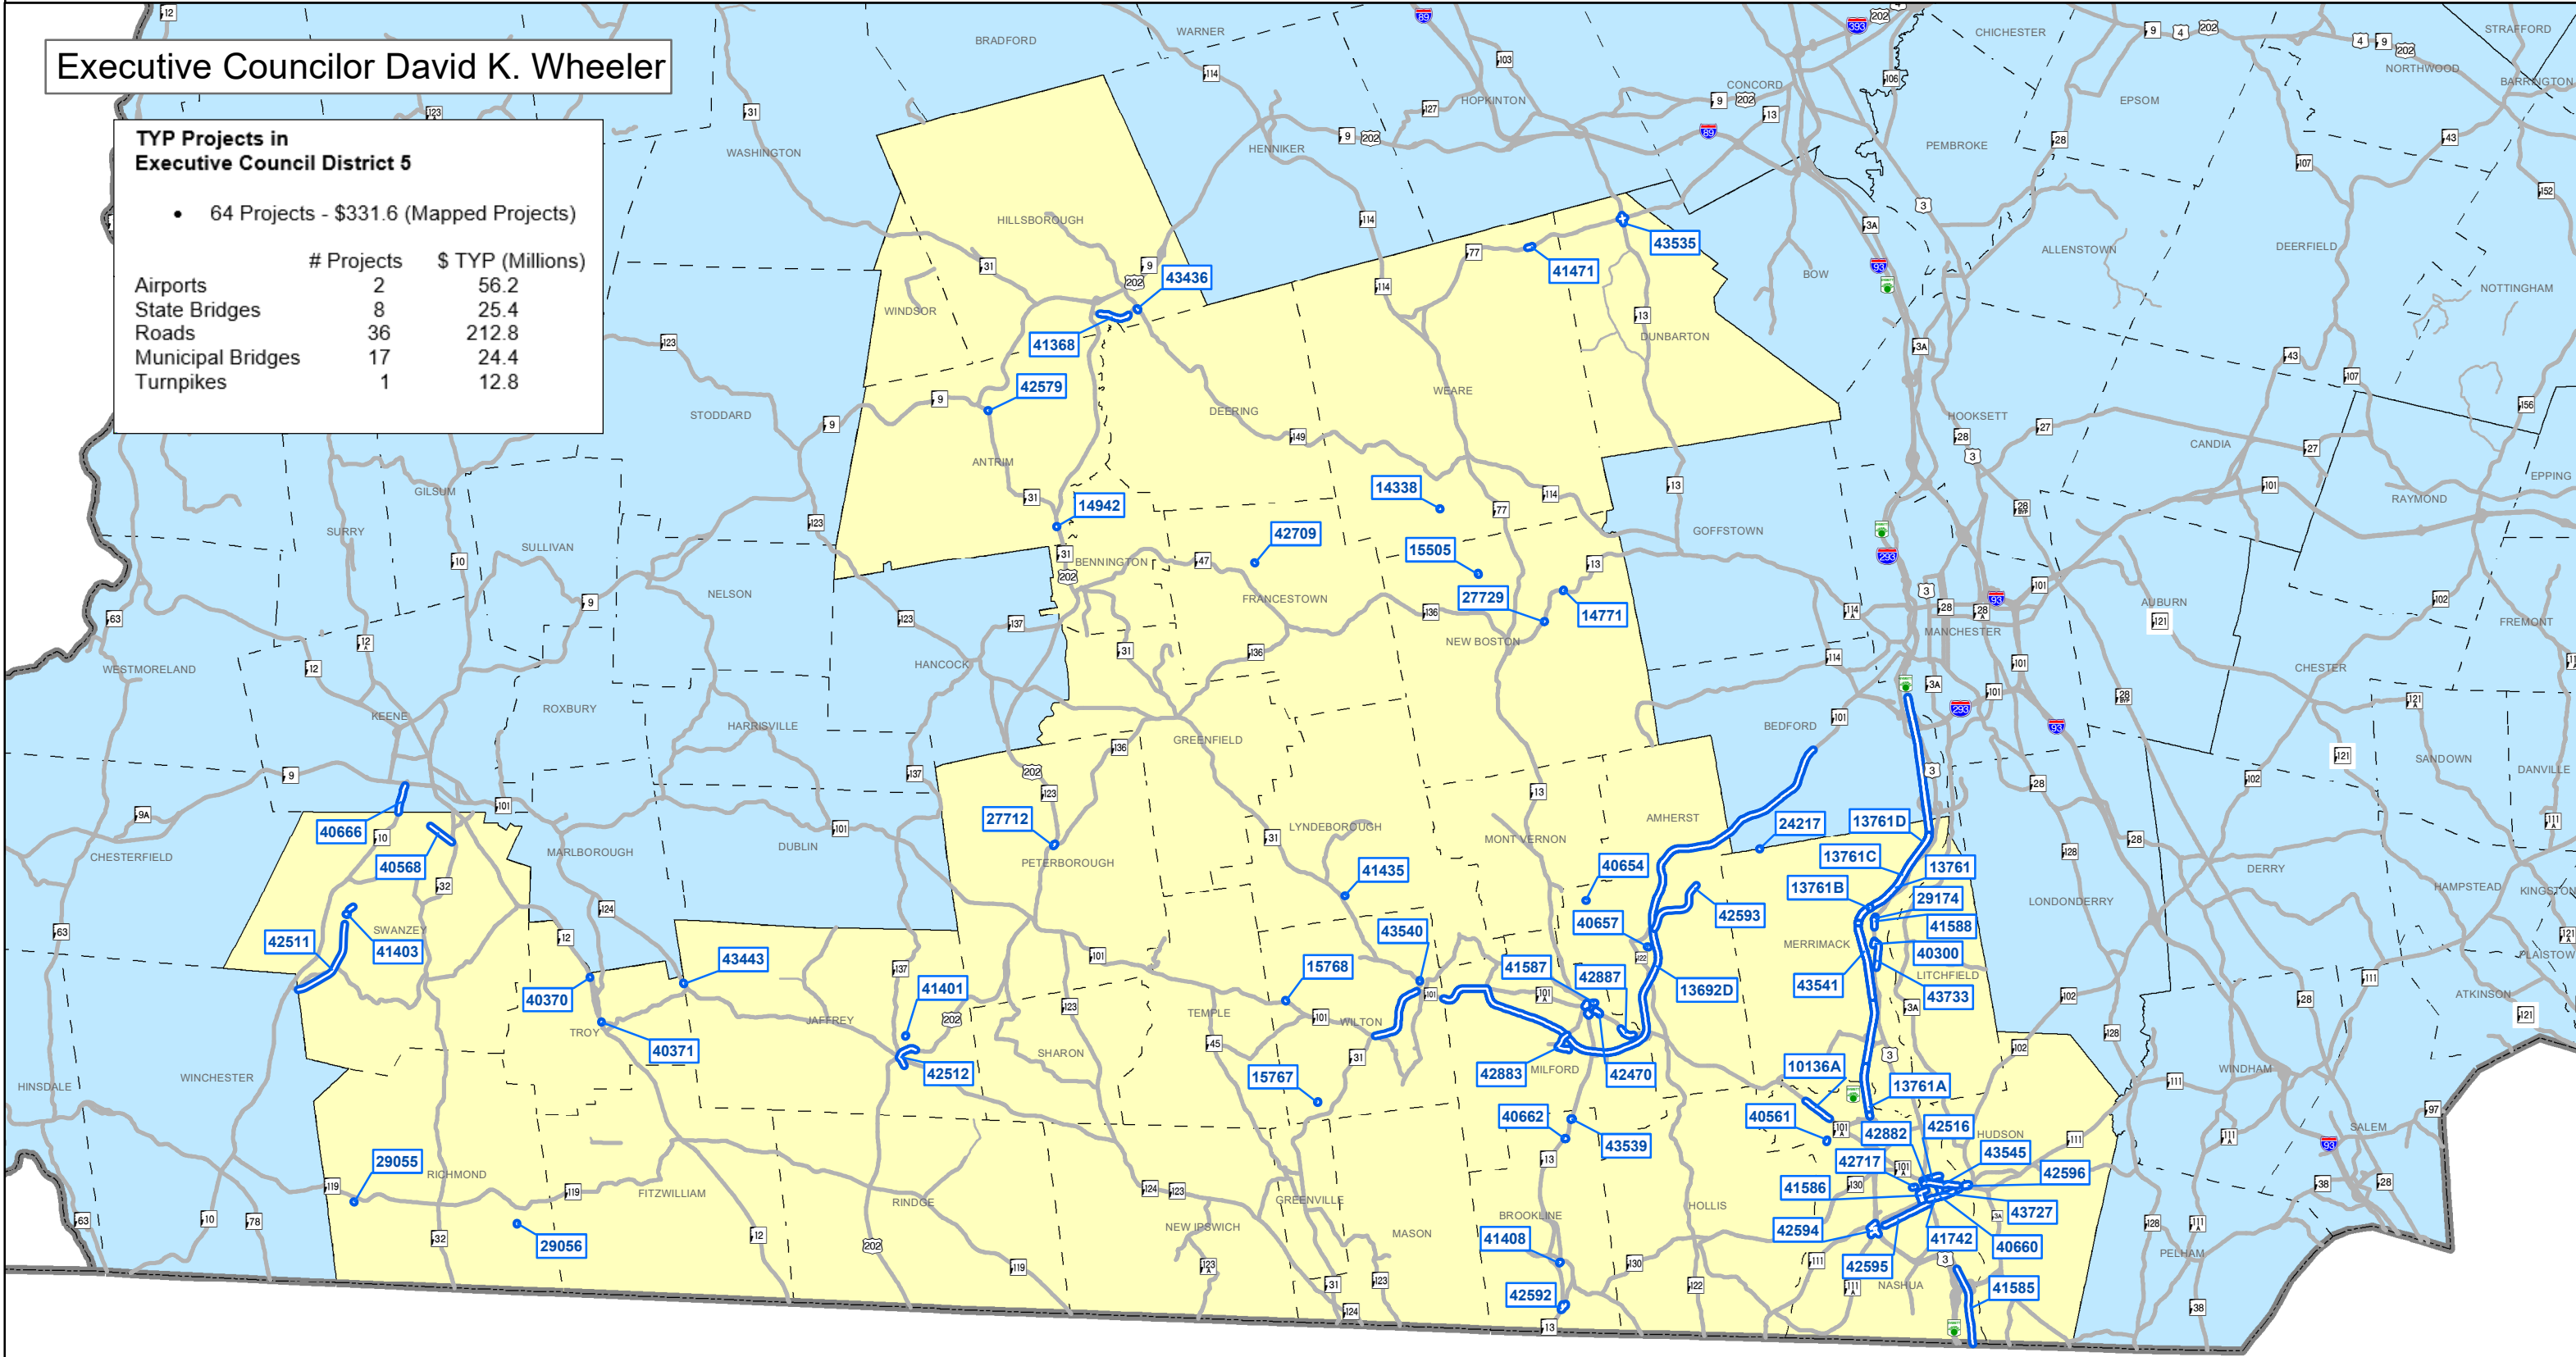 Executive Councilor David K. Wheeler
TYP Projects in
Executive Council District 5
• 64 Projects - $331.6 (Mapped Projects)
# Projects $ TYP (Millions)
Airports 2 56.2
State Bridges 8 25.4
Roads 36 212.8
Municipal Bridges 17 24.4
Turnpikes 1 12.8
BRADFORD
WARNER
CHICHESTER
STRAFFORD
NORTHWOOD
BARRINGTON
CONCORD
HOPKINTON
EPSOM
WASHINGTON
HENNIKER
PEMBROKE
HILLSBOROUGH
43535
ALLENSTOWN
DEERFIELD
41471
BOW
43436
NOTTINGHAM
WINDSOR
41368
DUNBARTON
42579
WEARE
STODDARD
DEERING
HOOKSETT
CANDIA
ANTRIM
EPPING
GILSUM
14338
RAYMOND
14942
SURRY
GOFFSTOWN
42709
SULLIVAN
15505
BENNINGTON
NELSON
FRANCESTOWN
27729
14771
AUBURN
FREMONT
MANCHESTER
NEW BOSTON
WESTMORELAND
HANCOCK
CHESTER
ROXBURY
KEENE
HARRISVILLE
BEDFORD
GREENFIELD
SANDOWN
DANVILLE
27712
LYNDEBOROUGH
AMHERST
24217
13761D
40666
MONT VERNON
DUBLIN
MARLBOROUGH
CHESTERFIELD
13761C
40568
PETERBOROUGH
41435
40654
13761
DERRY
13761B
HAMPSTEAD
KINGSTON
29174
LONDONDERRY
42593
40657
41588
SWANZEY
43540
42511
41403
MERRIMACK
40300
PLAISTOW
43443
15768
41587
42887
LITCHFIELD
43541
41401
13692D
43733
40370
ATKINSON
TEMPLE
JAFFREY
WILTON
TROY
40371
SHARON
42512
42883
MILFORD
42470
10136A
WINDHAM
WINCHESTER
HINSDALE
15767
13761A
40662
40561
42516
42882
SALEM
HUDSON
43539
43545
29055
42717
RICHMOND
42596
41586
FITZWILLIAM
RINDGE
GREENVILLE
HOLLIS
43727
BROOKLINE
NEW IPSWICH
MASON
42594
41742
40660
41408
29056
PELHAM
42595
NASHUA
41585
42592